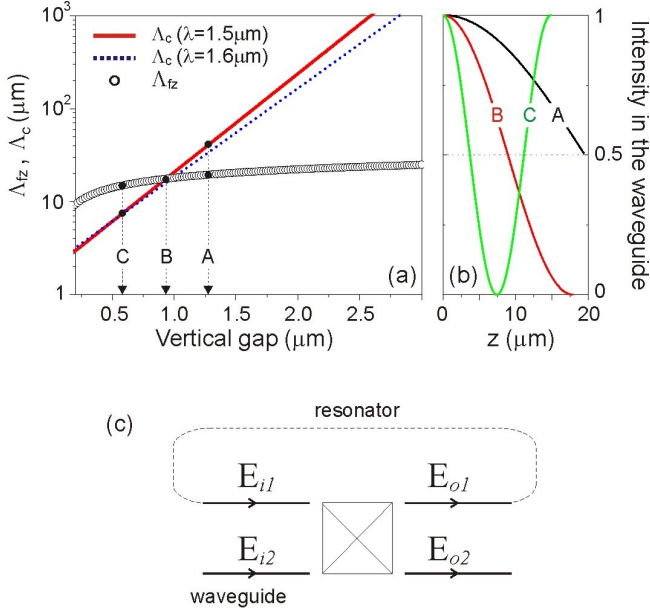 10³
Λc (λ=1.5μm)
Λc (λ=1.6μm)
Λfz
10²
10
1
Λfz , Λc (μm)
C B A
(a)
0.5 1.0 1.5 2.0 2.5
Vertical gap (μm)
1
B C A
0.5
(b)
0
0 10 20
z (μm)
Intensity in the
waveguide
(c)
resonator
Ei1 Eo1
Ei2 Eo2
waveguide